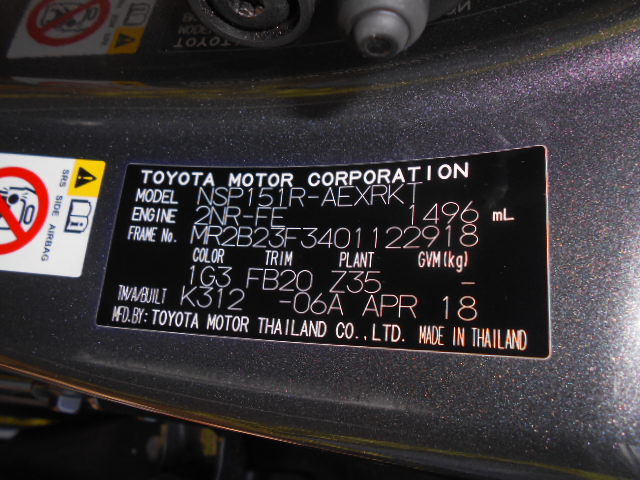 SRS SIDE AIRBAG
TOYOTA MOTOR CORPORATION
MODEL NSP151R-AEXRKT
ENGINE 2NR-FE 1496 mL
FRAME No. MR2B23F3401122918
COLOR TRIM PLANT GVM(kg)
1G3 FB20 Z35 -
TM/A/BUILT K312 -06A APR 18
MFD.BY: TOYOTA MOTOR THAILAND CO.,LTD. MADE IN THAILAND